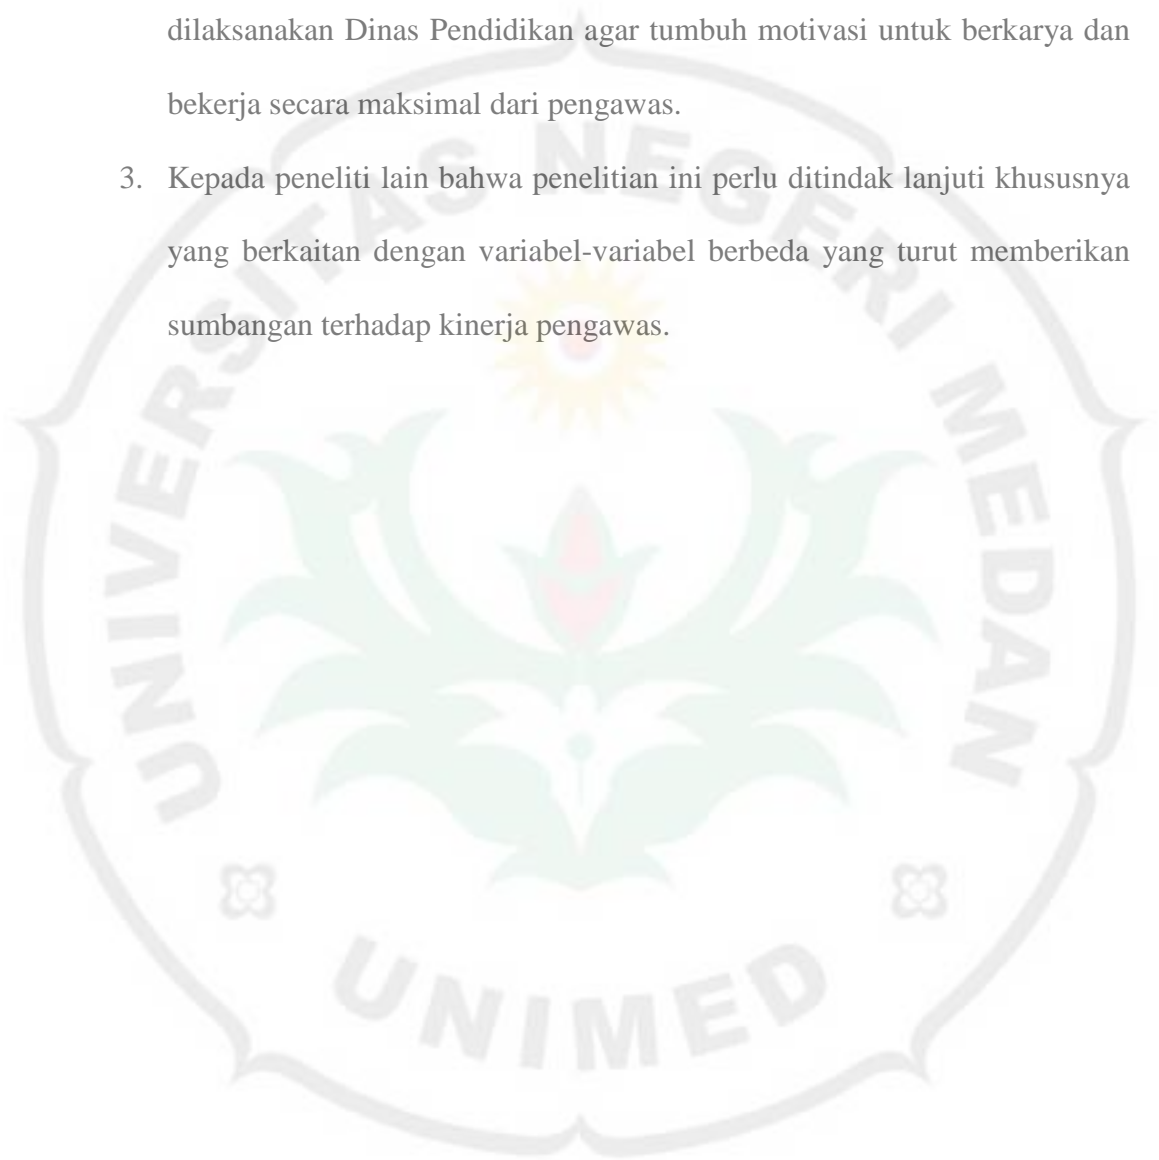 dilaksanakan Dinas Pendidikan agar tumbuh motivasi untuk berkarya dan
bekerja secara maksimal dari pengawas.
3. Kepada peneliti lain bahwa penelitian ini perlu ditindak lanjuti khususnya
yang berkaitan dengan variabel-variabel berbeda yang turut memberikan
sumbangan terhadap kinerja pengawas.
UNIVERSITAS NEGERI MEDAN
UNIMED